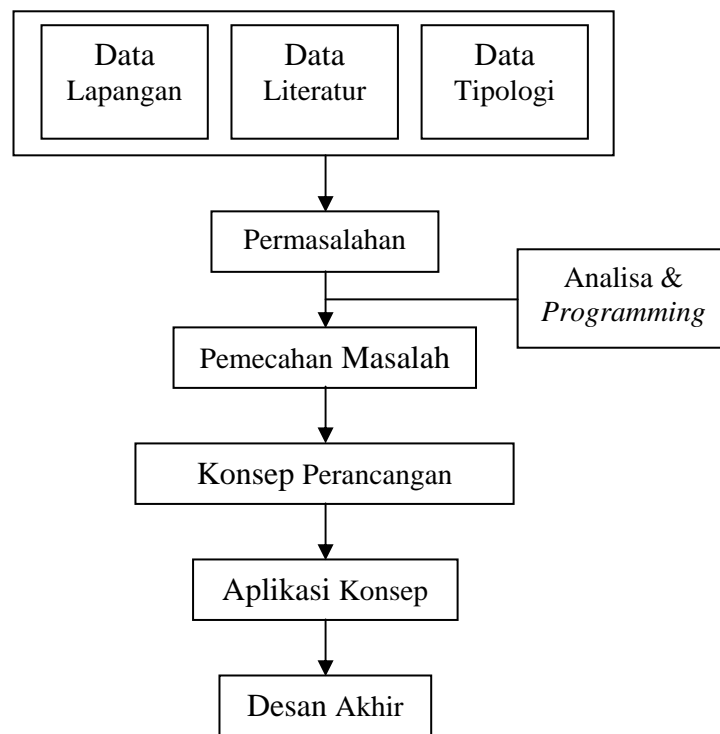 Data
Lapangan
Data
Literatur
Data
Tipologi
Permasalahan
Analisa &
Programming
Pemecahan Masalah
Konsep Perancangan
Aplikasi Konsep
Desan Akhir